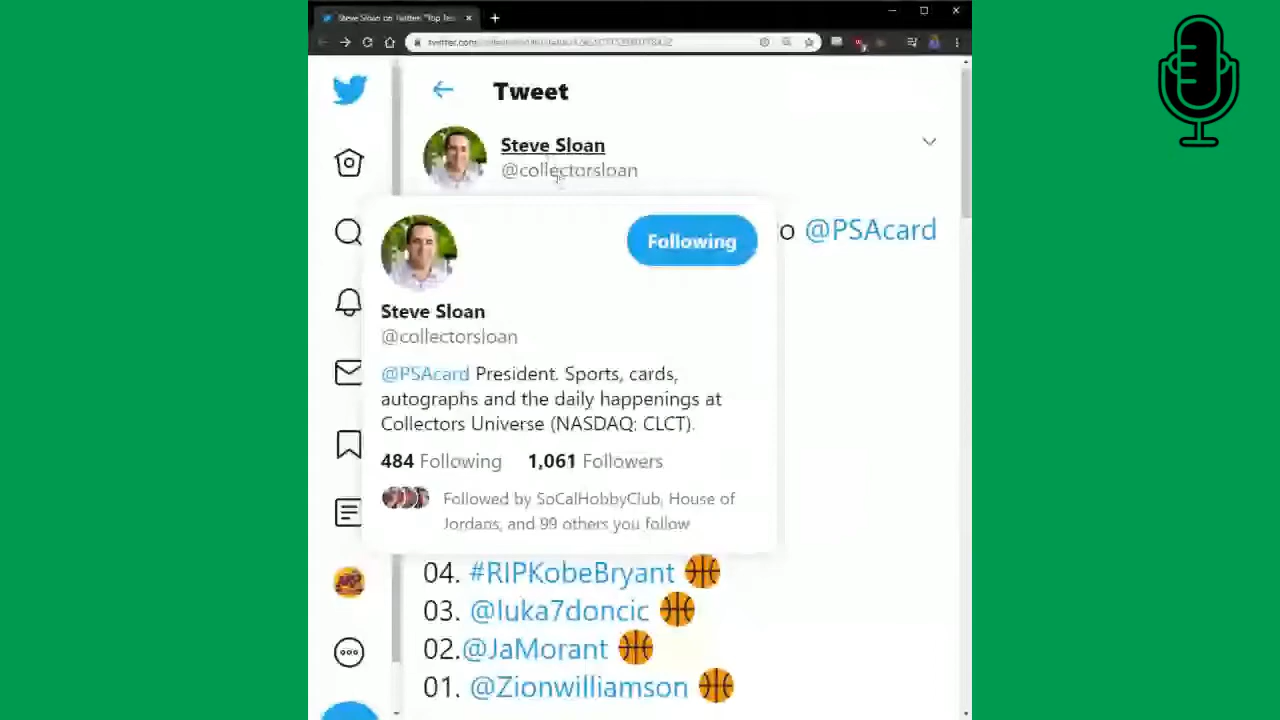 Steve Sloan on Twitter: "Top Ten
Tweet
Steve Sloan
@collectorsloan
o @PSAcard
Following
Steve Sloan
@collectorsloan
@PSAcard President. Sports, cards,
autographs and the daily happenings at
Collectors Universe (NASDAQ: CLCT).
484 Following 1,061 Followers
Followed by SoCalHobbyClub, House of
Jordans, and 99 others you follow
04. #RIPKobeBryant
03. @luka7doncic
02.@JaMorant
01. @Zionwilliamson